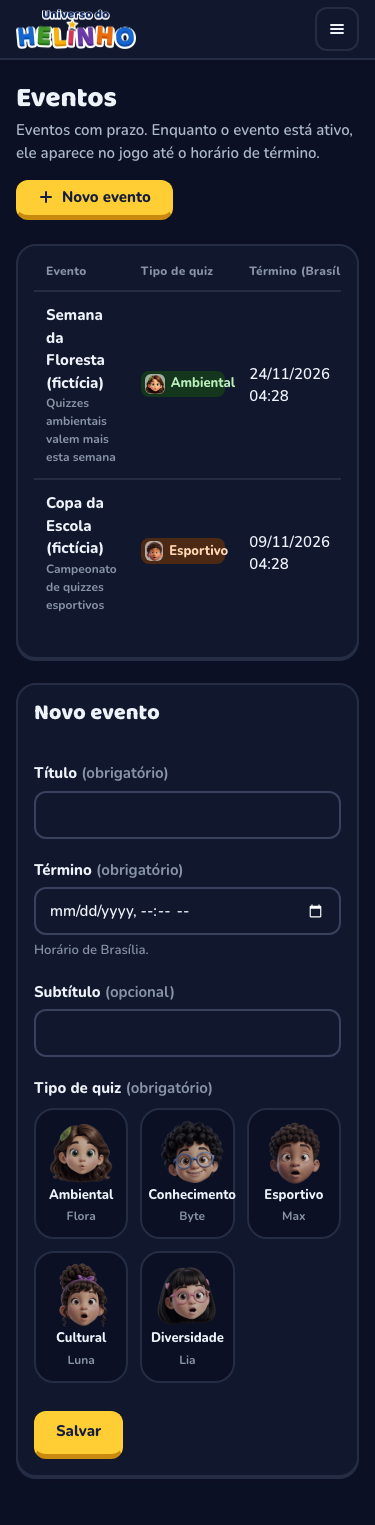 Universo do
HELINHO
Eventos
Eventos com prazo. Enquanto o evento está ativo,
ele aparece no jogo até o horário de término.
+ Novo evento
Evento Tipo de quiz Término (Brasíl
Semana
da
Floresta
(fictícia)
Quizzes
ambientais
valem mais
esta semana
Ambiental
24/11/2026
04:28
Copa da
Escola
(fictícia)
Campeonato
de quizzes
esportivos
Esportivo
09/11/2026
04:28
Novo evento
Título (obrigatório)
Término (obrigatório)
mm/dd/yyyy, --:-- --
Horário de Brasília.
Subtítulo (opcional)
Tipo de quiz (obrigatório)
Ambiental
Flora
Conhecimento
Byte
Esportivo
Max
Cultural
Luna
Diversidade
Lia
Salvar